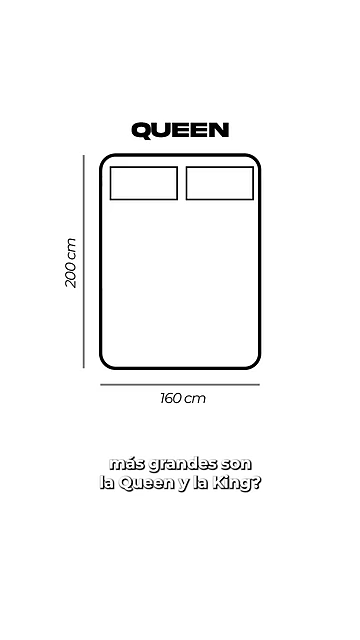 QUEEN
200 cm
160 cm
más grandes son
la Queen y la King?